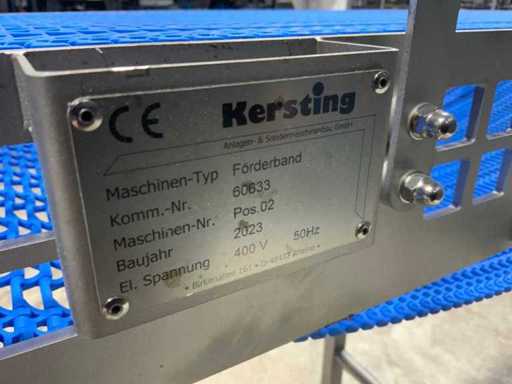 CE Kersting
Anlagen- & Sondermaschinenbau GmbH
Maschinen-Typ Förderband
Komm.-Nr. 60633
Maschinen-Nr. Pos.02
Baujahr 2023
El. Spannung 400 V 50Hz